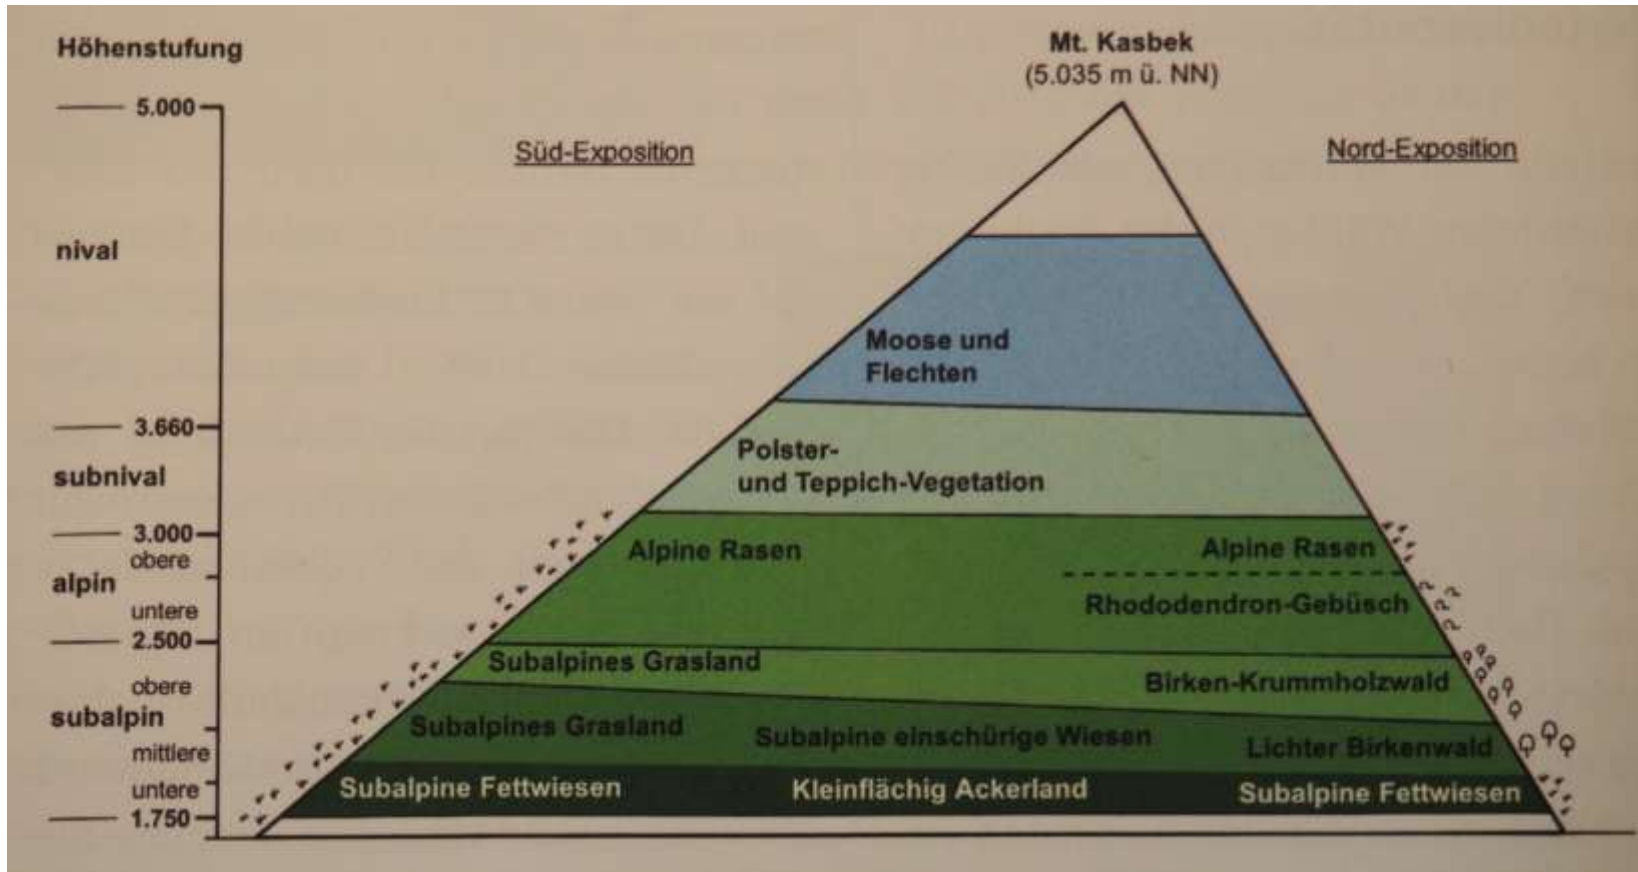 Höhenstufung
Mt. Kasbek
(5.035 m ü. NN)
5.000
Süd-Exposition
Nord-Exposition
nival
Moose und
Flechten
3.660
Polster-
und Teppich-Vegetation
subnival
3.000
obere
alpin
untere
Alpine Rasen
Alpine Rasen
Rhododendron-Gebüsch
2.500
Subalpines Grasland
Birken-Krummholzwald
obere
subalpin
mittlere
Subalpines Grasland
Subalpine einschürige Wiesen
Lichter Birkenwald
untere
Subalpine Fettwiesen
Kleinflächig Ackerland
Subalpine Fettwiesen
1.750